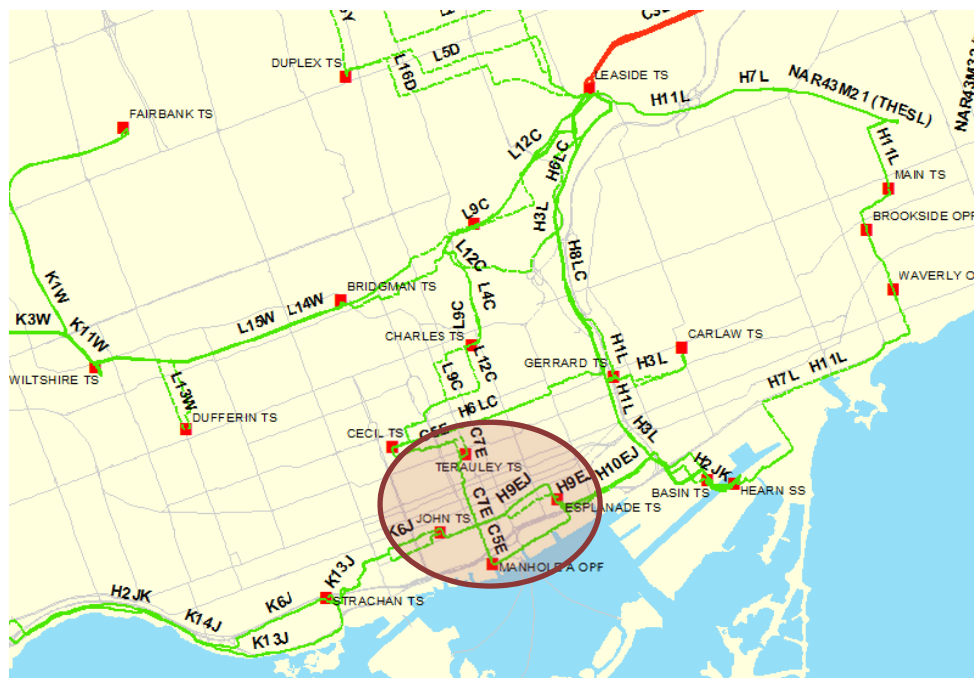 C3L
DUPLEX TS
L5D
L16D
LEASIDE TS
H7L
NAR43M21 (THESL)
H11L
FAIRBANK TS
L12C
H6LC
H11L
MAIN TS
L9C
H3L
BROOKSIDE OPF
L12C
H8LC
K1W
L4C
WAVERLY O
BRIDGMAN TS
L14W
L15W
L9C
K3W
K11W
CHARLES TS
L12C
H1L
CARLAW TS
H3L
GERRARD TS
WILTSHIRE TS
L9C
L13W
H7L
H11L
DUFFERIN TS
H6LC
H1L
CECIL TS
C5E
C7E
H3L
TERAULEY TS
H10EJ
H2JK
H9EJ
H9EJ
BASIN TS
HEARN SS
C7E
ESPLANADE TS
JOHN TS
K6J
C5E
MANHOLE A OPF
K13J
H2JK
K6J
STRACHAN TS
K14J
K13J